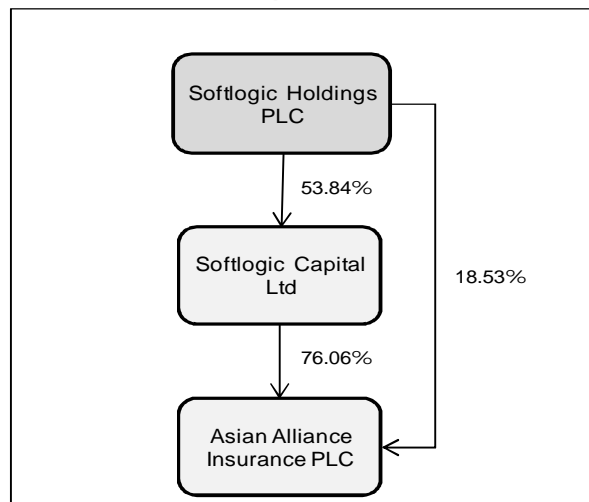 Softlogic Holdings
PLC
53.84%
Softlogic Capital
Ltd
18.53%
76.06%
Asian Alliance
Insurance PLC